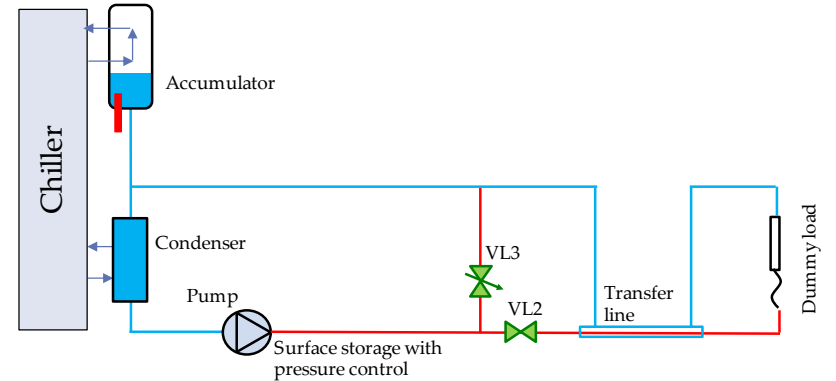 Chiller
Accumulator
Condenser
Pump
VL3
VL2
Transfer
line
Dummy load
Surface storage with
pressure control